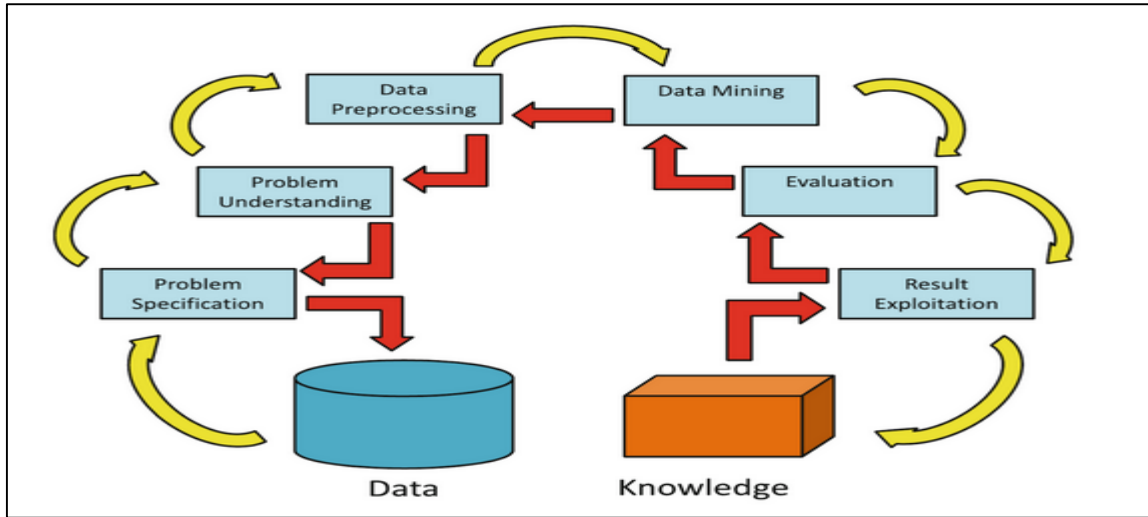 Data
Preprocessing
Data Mining
Problem
Understanding
Evaluation
Problem
Specification
Result
Exploitation
Data
Knowledge